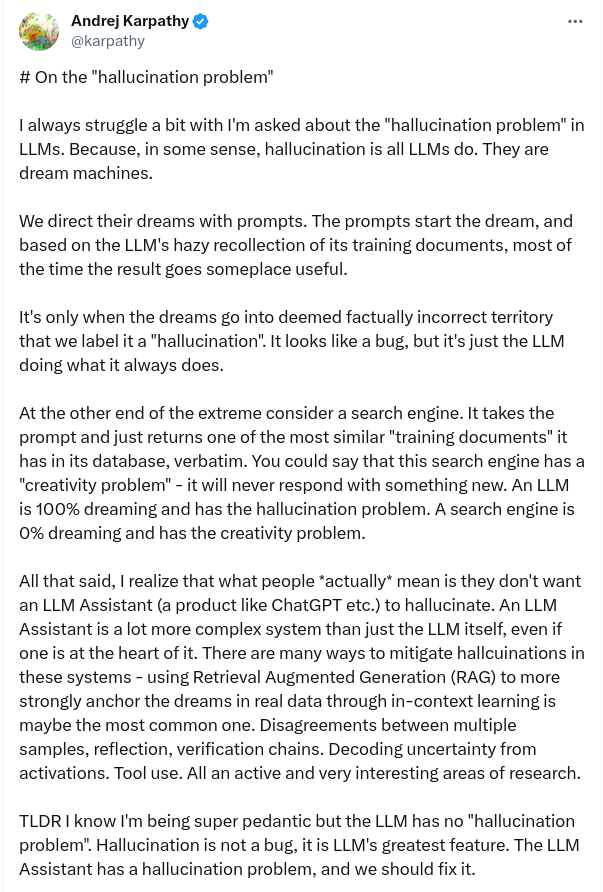 Andrej Karpathy
@karpathy
# On the "hallucination problem"
I always struggle a bit with I'm asked about the "hallucination problem" in
LLMs. Because, in some sense, hallucination is all LLMs do. They are
dream machines.
We direct their dreams with prompts. The prompts start the dream, and
based on the LLM's hazy recollection of its training documents, most of
the time the result goes someplace useful.
It's only when the dreams go into deemed factually incorrect territory
that we label it a "hallucination". It looks like a bug, but it's just the LLM
doing what it always does.
At the other end of the extreme consider a search engine. It takes the
prompt and just returns one of the most similar "training documents" it
has in its database, verbatim. You could say that this search engine has a
"creativity problem" - it will never respond with something new. An LLM
is 100% dreaming and has the hallucination problem. A search engine is
0% dreaming and has the creativity problem.
All that said, I realize that what people *actually* mean is they don't want
an LLM Assistant (a product like ChatGPT etc.) to hallucinate. An LLM
Assistant is a lot more complex system than just the LLM itself, even if
one is at the heart of it. There are many ways to mitigate hallcuinations in
these systems - using Retrieval Augmented Generation (RAG) to more
strongly anchor the dreams in real data through in-context learning is
maybe the most common one. Disagreements between multiple
samples, reflection, verification chains. Decoding uncertainty from
activations. Tool use. All an active and very interesting areas of research.
TLDR I know I'm being super pedantic but the LLM has no "hallucination
problem". Hallucination is not a bug, it is LLM's greatest feature. The LLM
Assistant has a hallucination problem, and we should fix it.